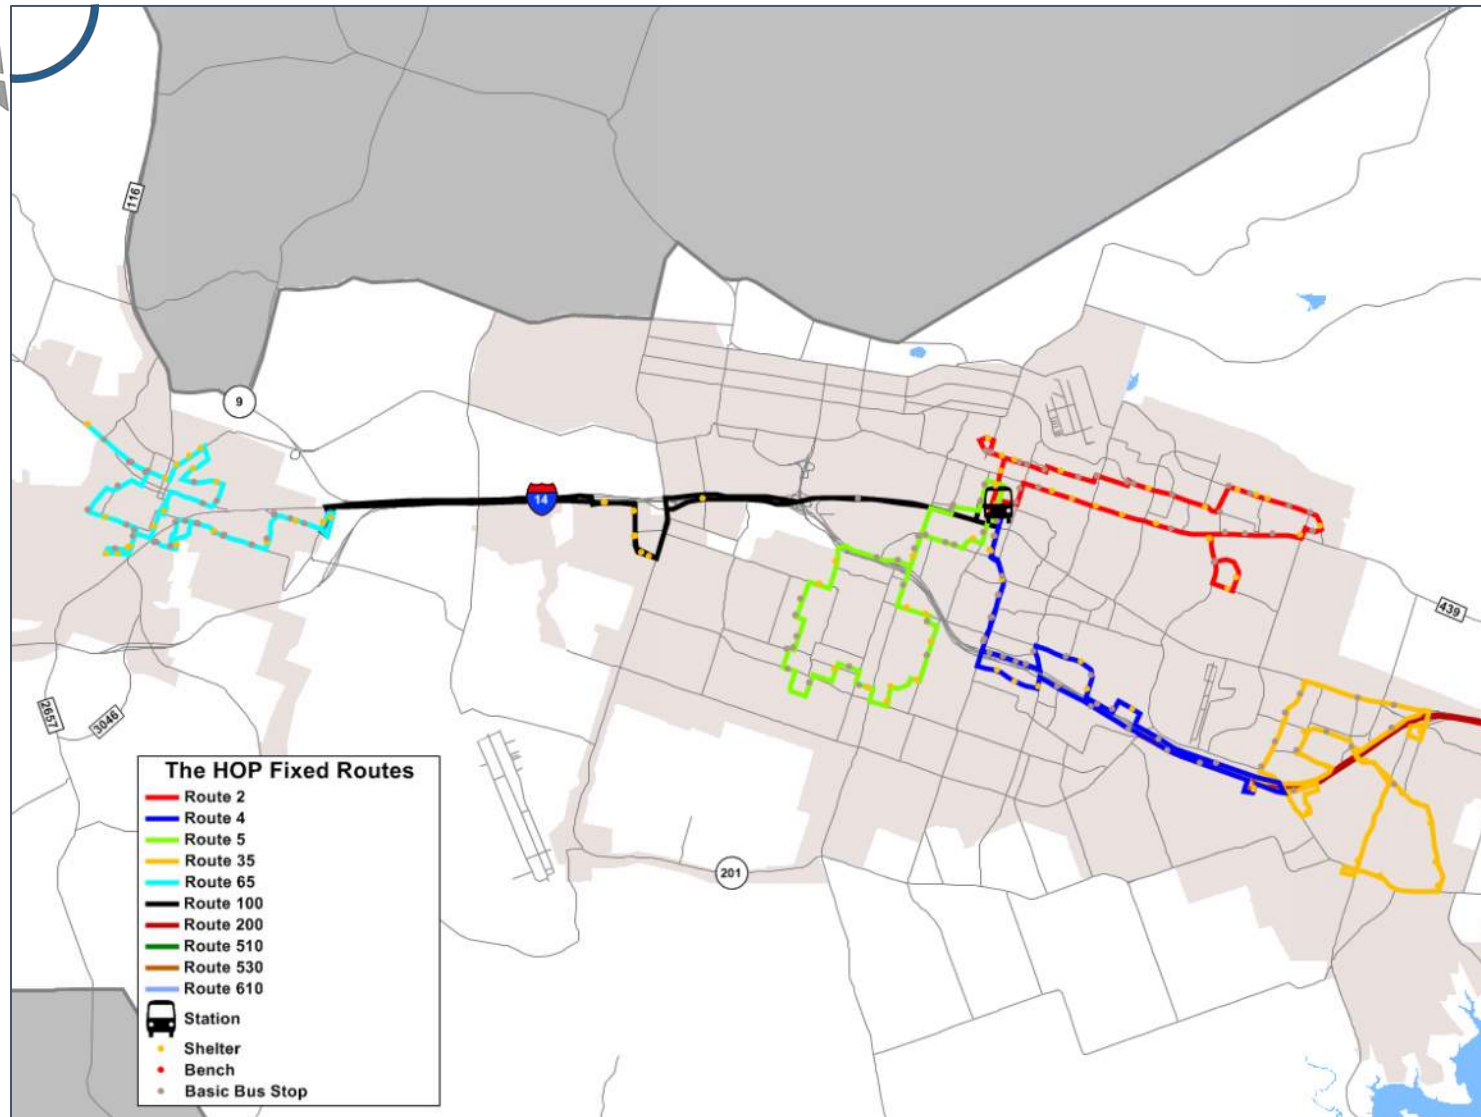 116
9
14
439
2657
3046
201
The HOP Fixed Routes
Route 2
Route 4
Route 5
Route 35
Route 65
Route 100
Route 200
Route 510
Route 530
Route 610
Station
Shelter
Bench
Basic Bus Stop